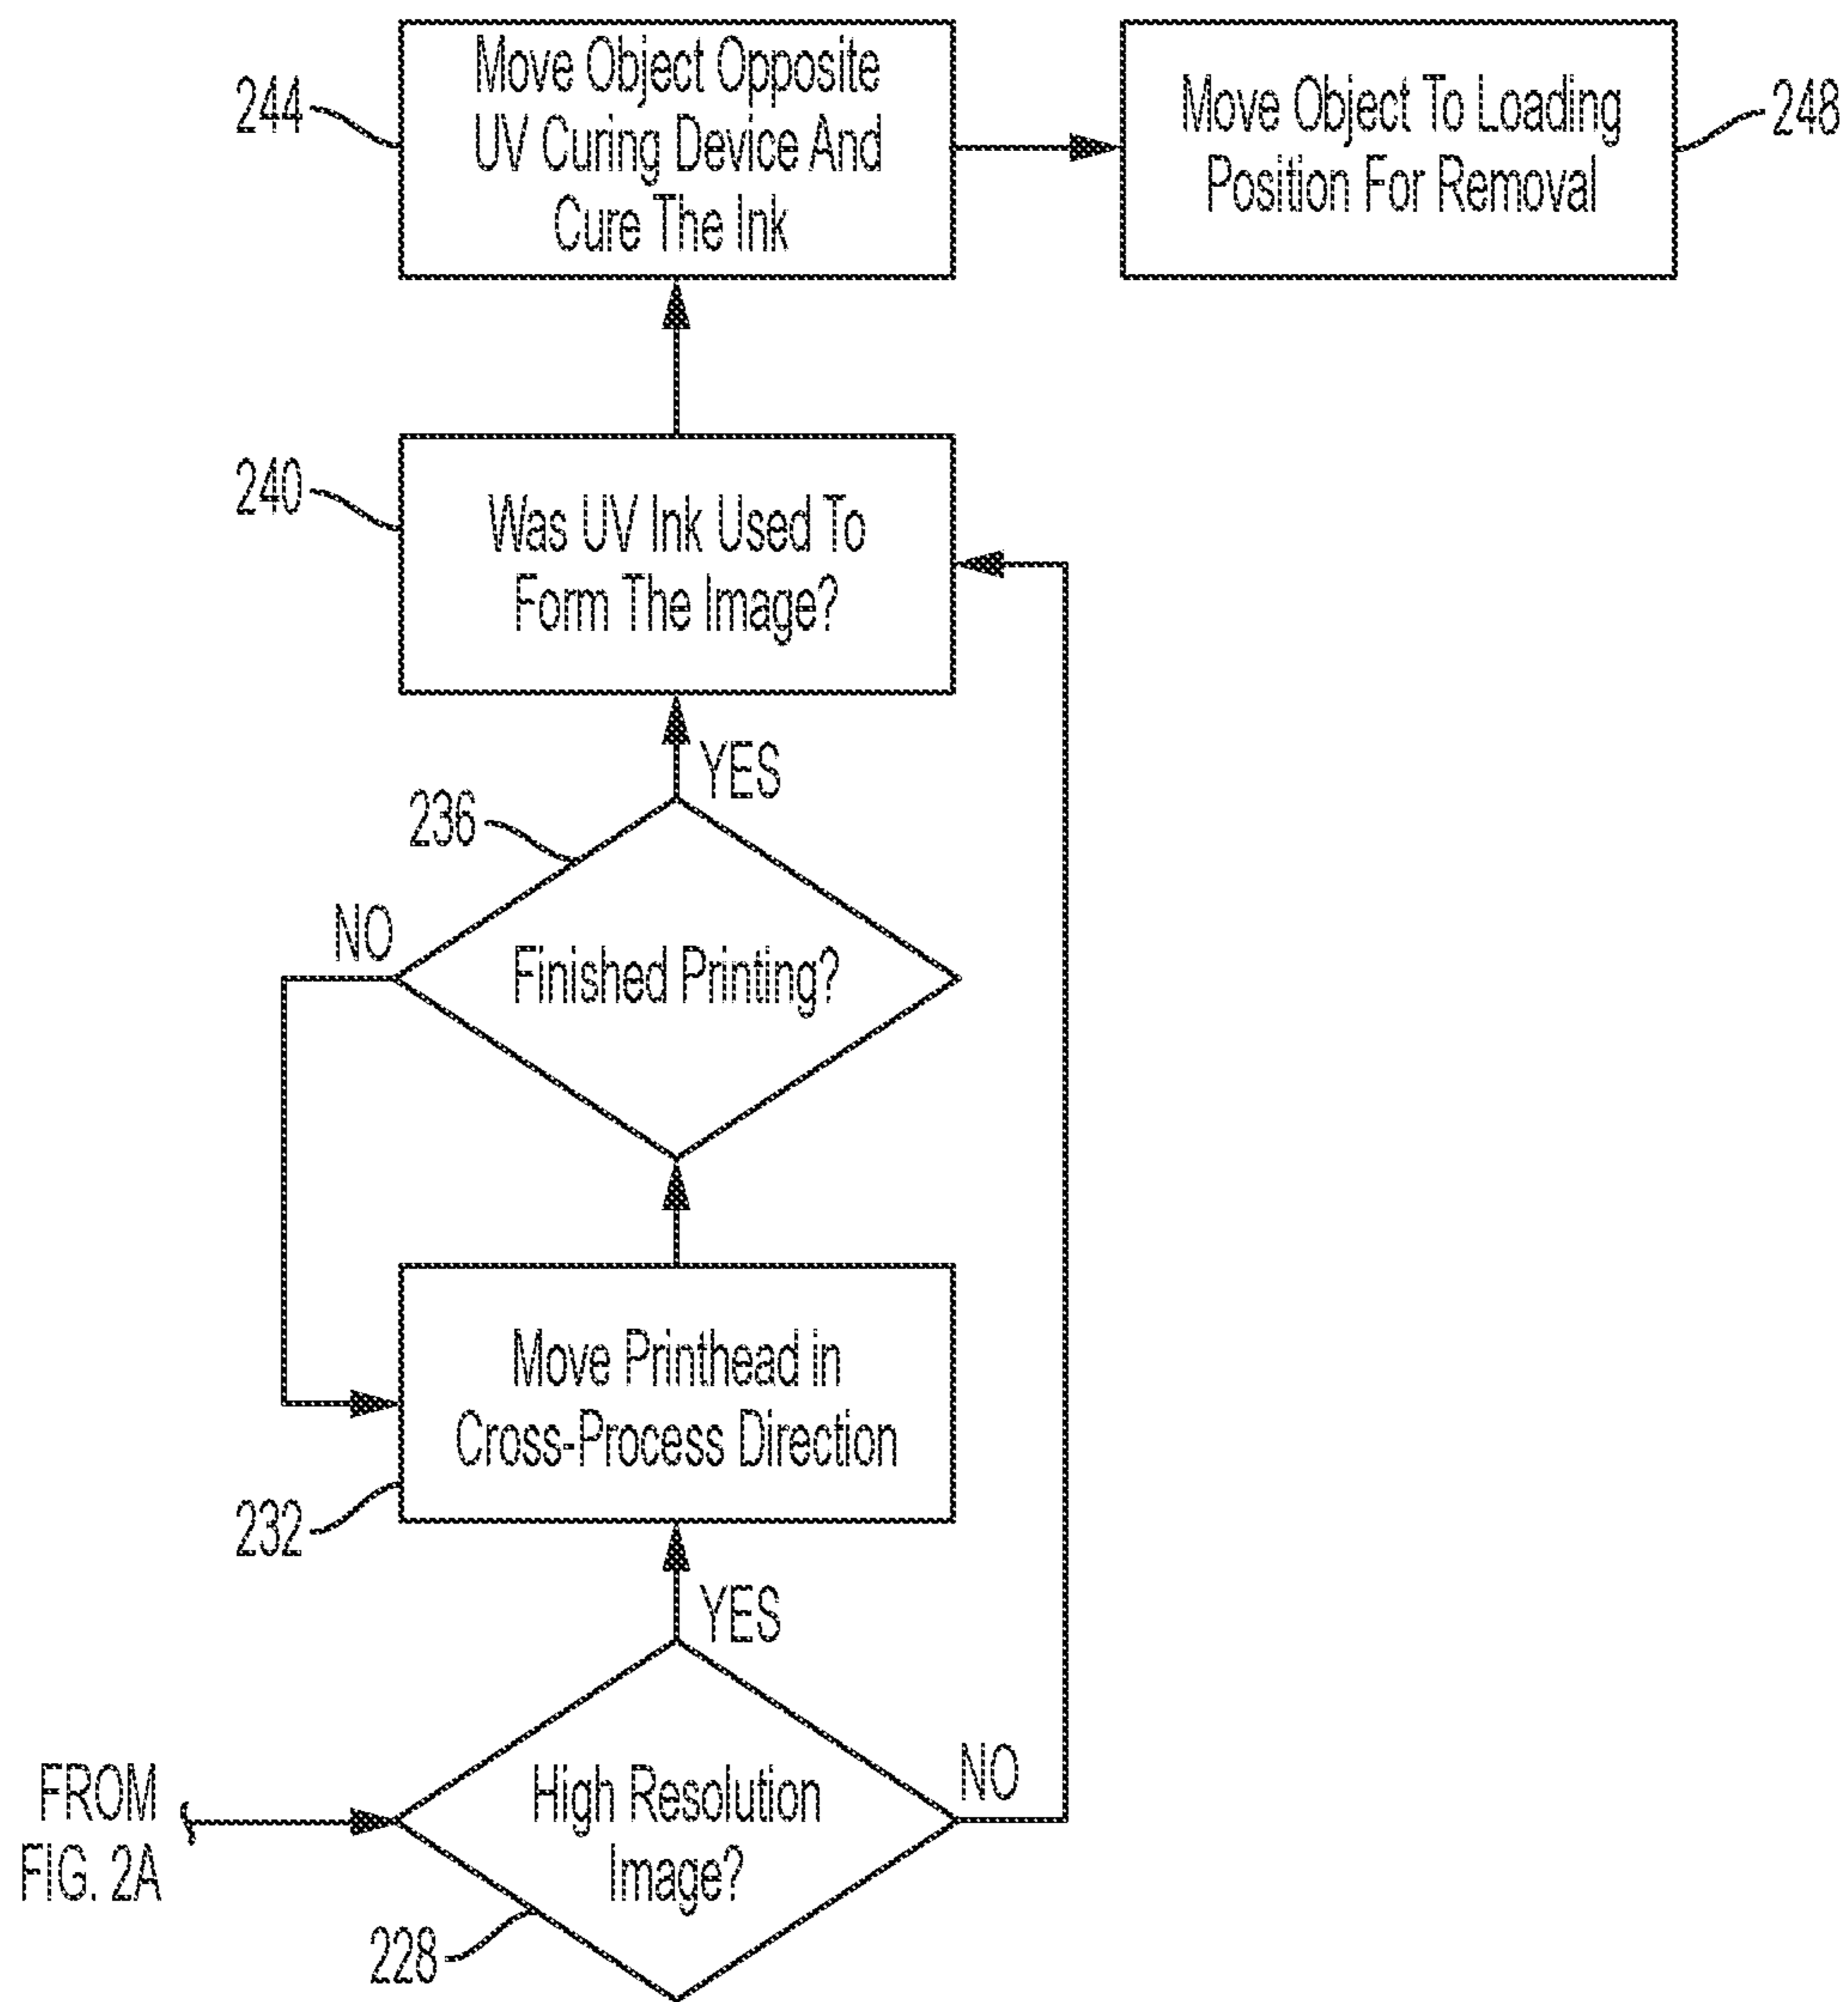 244
Move Object Opposite
UV Curing Device And
Cure The Ink
Move Object To Loading
Position For Removal
248
240
Was UV Ink Used To
Form The Image?
YES
236
NO
Finished Printing?
Move Printhead in
Cross-Process Direction
232
YES
FROM
FIG. 2A
High Resolution
Image?
NO
228